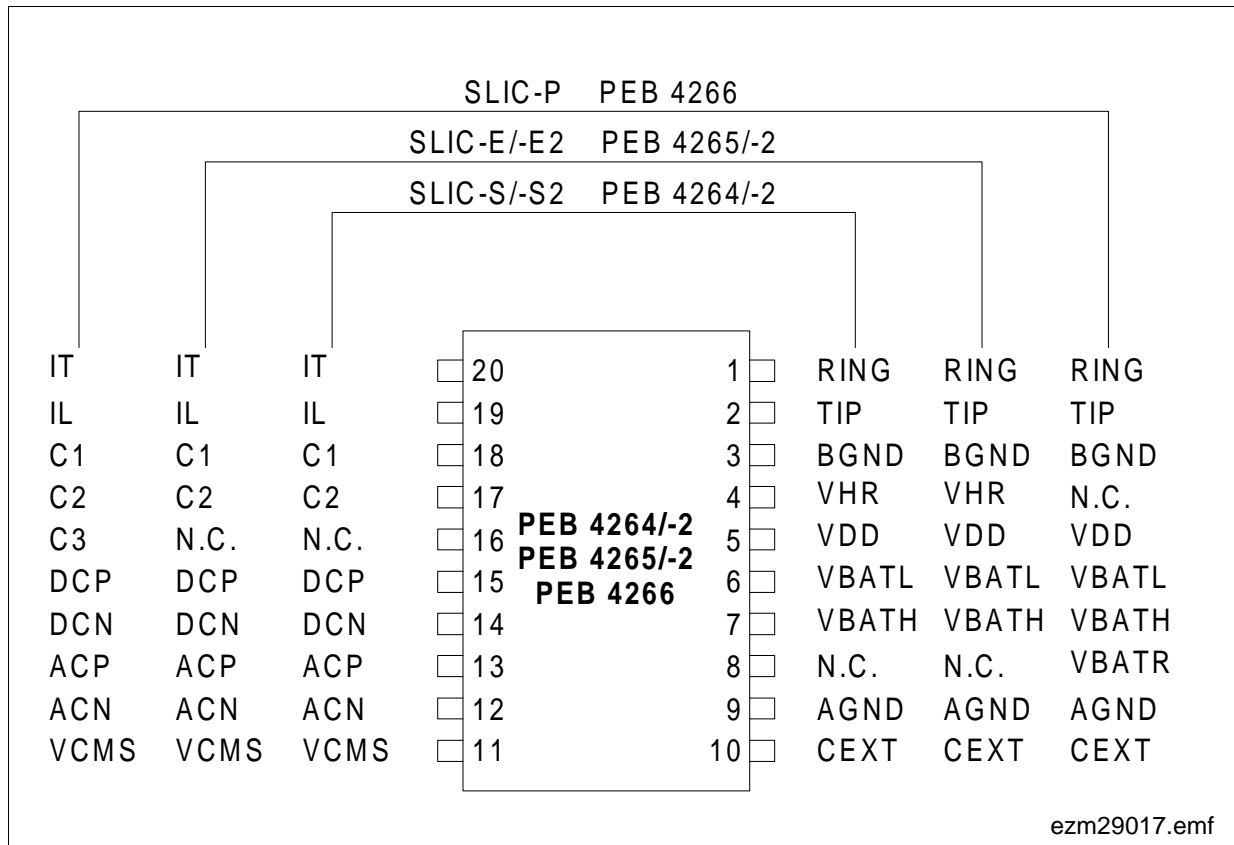 SLIC-P PEB 4266
SLIC-E/-E2 PEB 4265/-2
SLIC-S/-S2 PEB 4264/-2
IT IT IT 20 1 RING RING RING
IL IL IL 19 2 TIP TIP TIP
C1 C1 C1 18 3 BGND BGND BGND
C2 C2 C2 17 4 VHR VHR N.C.
PEB 4264/-2
C3 N.C. N.C. 16 5 VDD VDD VDD
PEB 4265/-2
DCP DCP DCP 15 6 VBATL VBATL VBATL
PEB 4266
DCN DCN DCN 14 7 VBATH VBATH VBATH
ACP ACP ACP 13 8 N.C. N.C. VBATR
ACN ACN ACN 12 9 AGND AGND AGND
VCMS VCMS VCMS 11 10 CEXT CEXT CEXT
ezm29017.emf